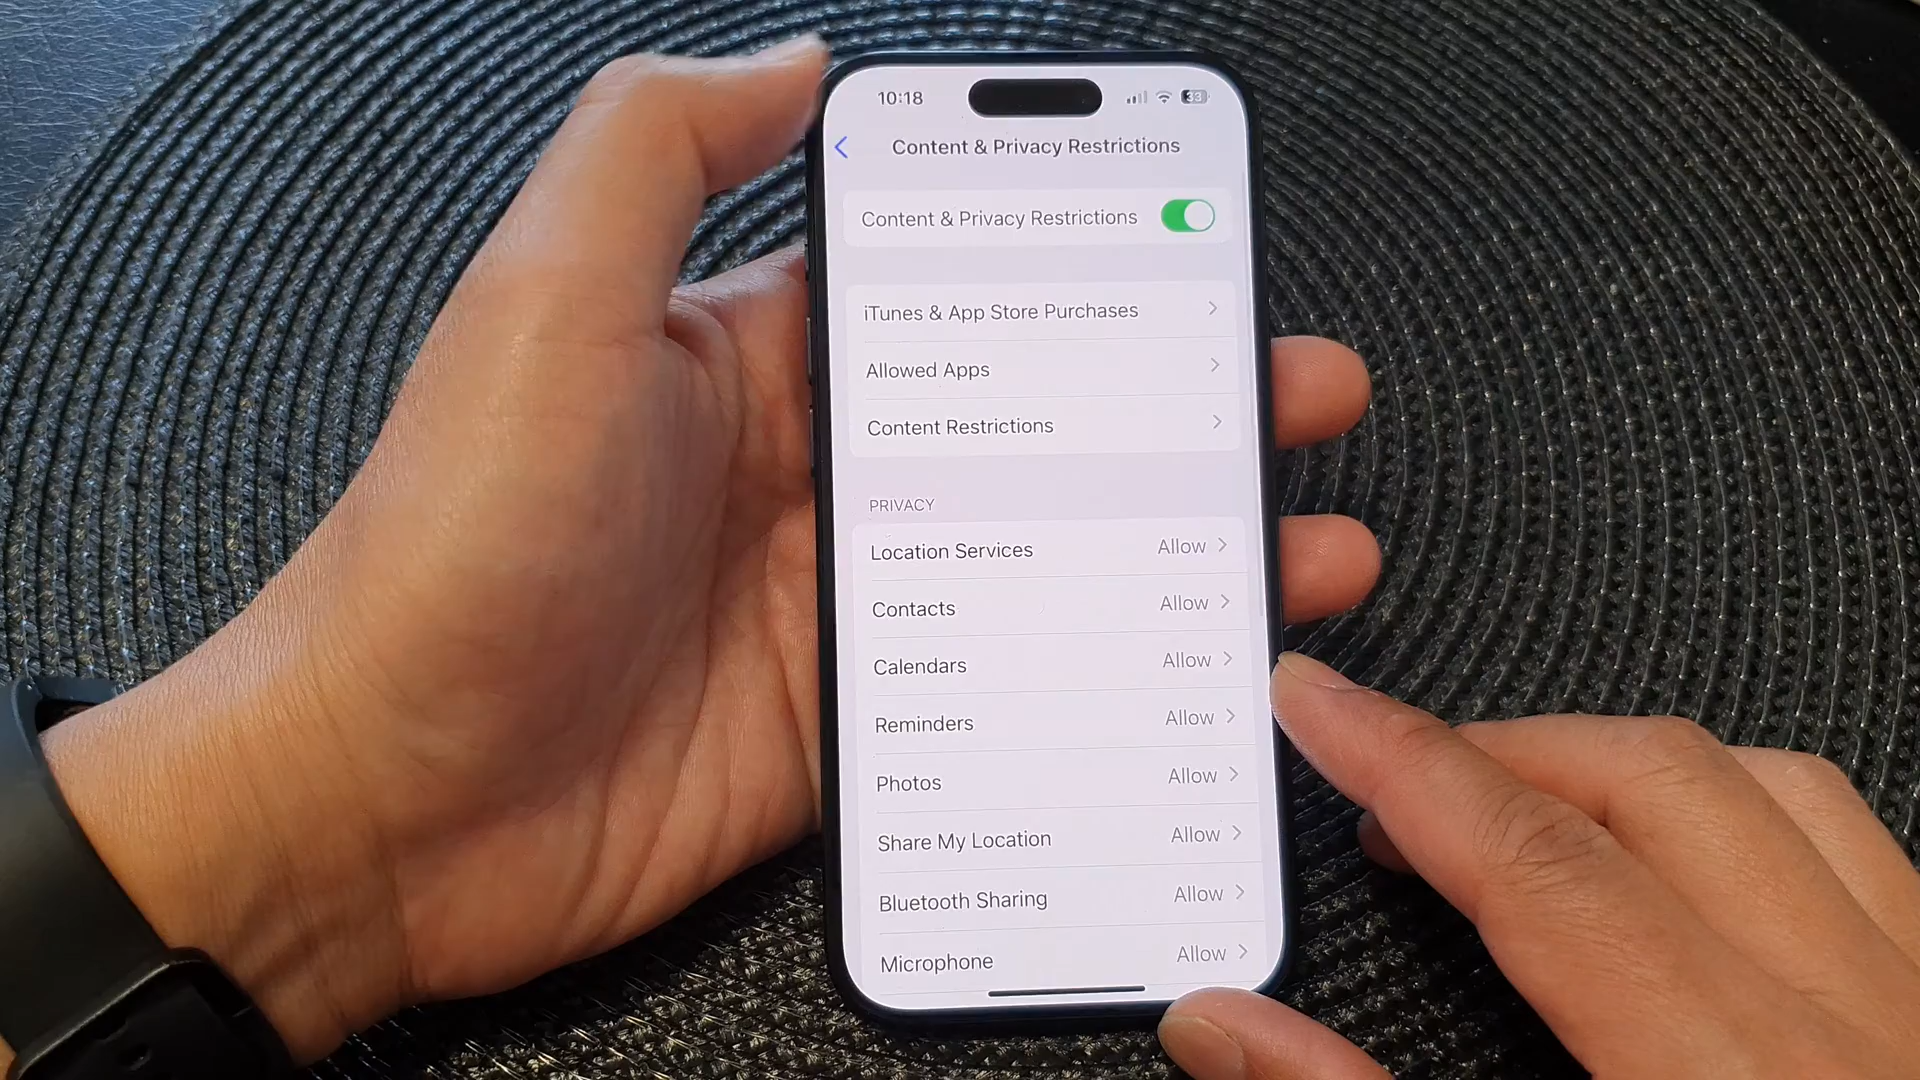 10:18 33
Content & Privacy Restrictions
Content & Privacy Restrictions
iTunes & App Store Purchases
Allowed Apps
Content Restrictions
PRIVACY
Location Services Allow
Contacts Allow
Calendars Allow
Reminders Allow
Photos Allow
Share My Location Allow
Bluetooth Sharing Allow
Microphone Allow